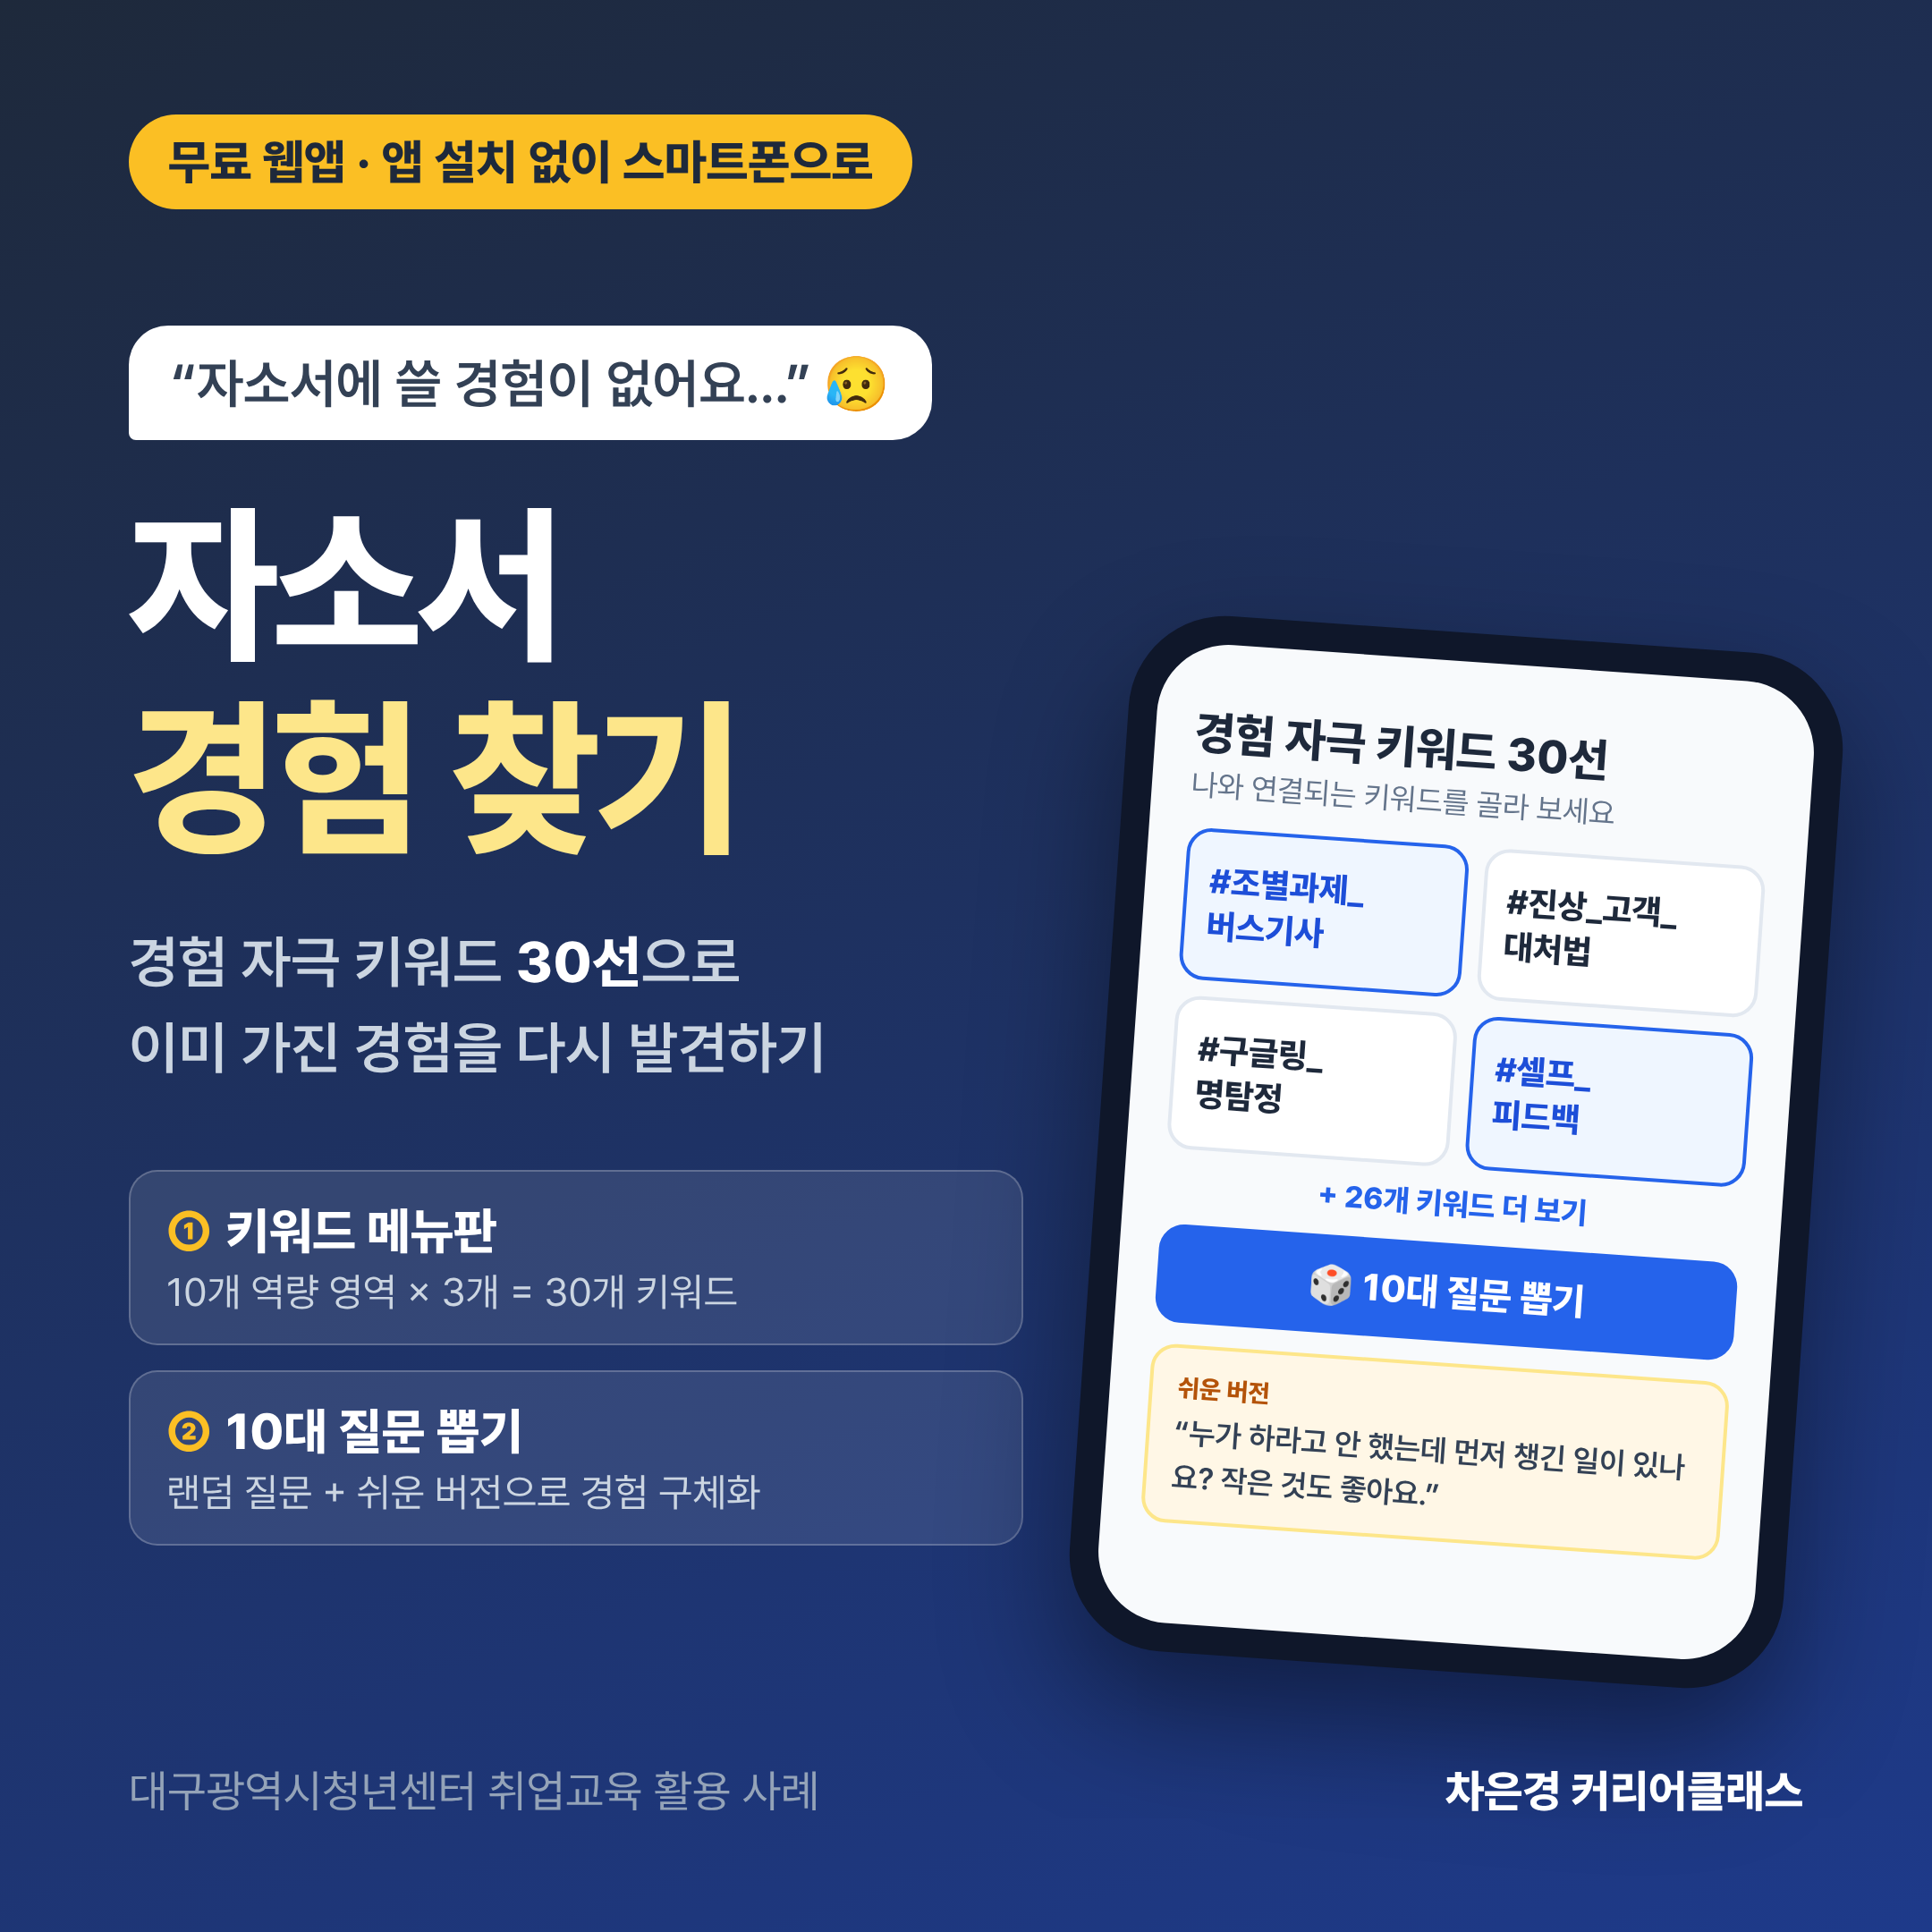 무료 웹앱 · 앱 설치 없이 스마트폰으로
“자소서에 쓸 경험이 없어요...” 😥
자소서
경험 찾기
경험 자극 키워드 30선으로
이미 가진 경험을 다시 발견하기
❶ 키워드 메뉴판
10개 역량 영역 × 3개 = 30개 키워드
❷ 10대 질문 뽑기
랜덤 질문 + 쉬운 버전으로 경험 구체화
경험 자극 키워드 30선
나와 연결되는 키워드를 골라 보세요
#조별과제_
버스기사
#진상_고객_
대처법
#구글링_
명탐정
#셀프_
피드백
+ 26개 키워드 더 보기
🎲 10대 질문 뽑기
쉬운 버전
“누가 하라고 안 했는데 먼저 챙긴 일이 있나
요? 작은 것도 좋아요.”
대구광역시청년센터 취업교육 활용 사례
차은경 커리어클래스